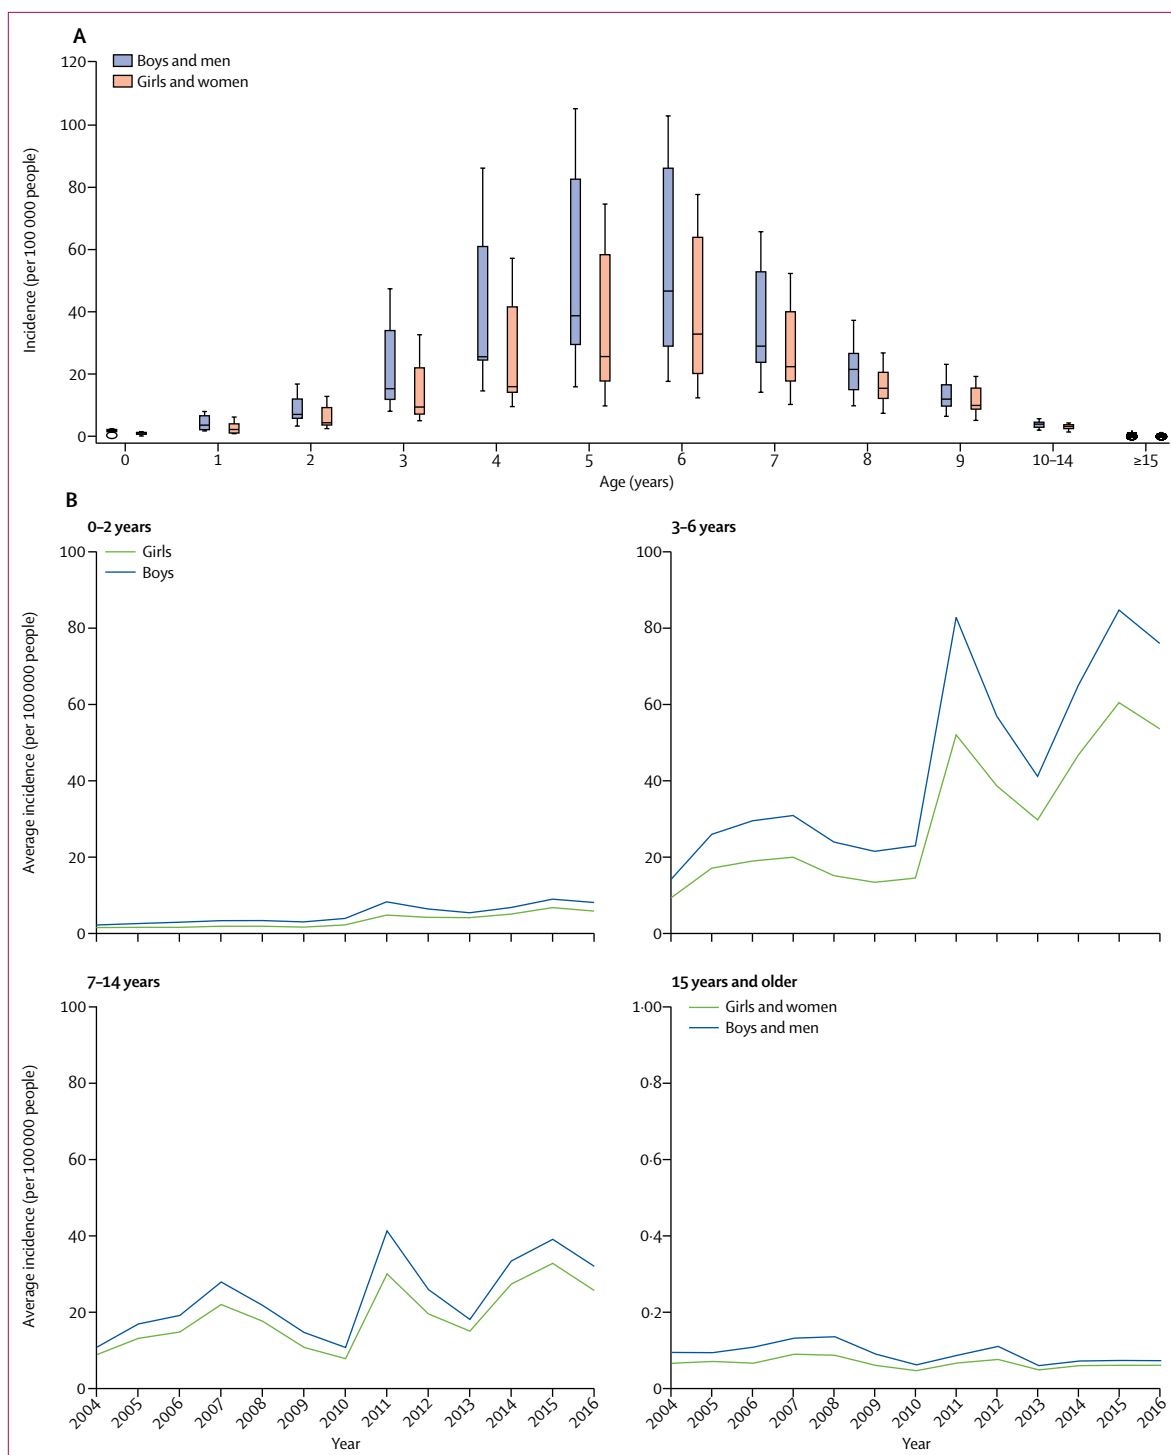 A
Boys and men
Girls and women
120
100
80
60
40
20
0
Incidence (per 100 000 people)
0 1 2 3 4 5 6 7 8 9 10–14 ≥15
Age (years)
B
0–2 years
Girls
Boys
100
80
60
40
20
0
Average incidence (per 100 000 people)
3–6 years
100
80
60
40
20
0
7–14 years
100
80
60
40
20
0
Average incidence (per 100 000 people)
2004 2005 2006 2007 2008 2009 2010 2011 2012 2013 2014 2015 2016
Year
15 years and older
Girls and women
Boys and men
1·00
0·8
0·6
0·4
0·2
0
2004 2005 2006 2007 2008 2009 2010 2011 2012 2013 2014 2015 2016
Year